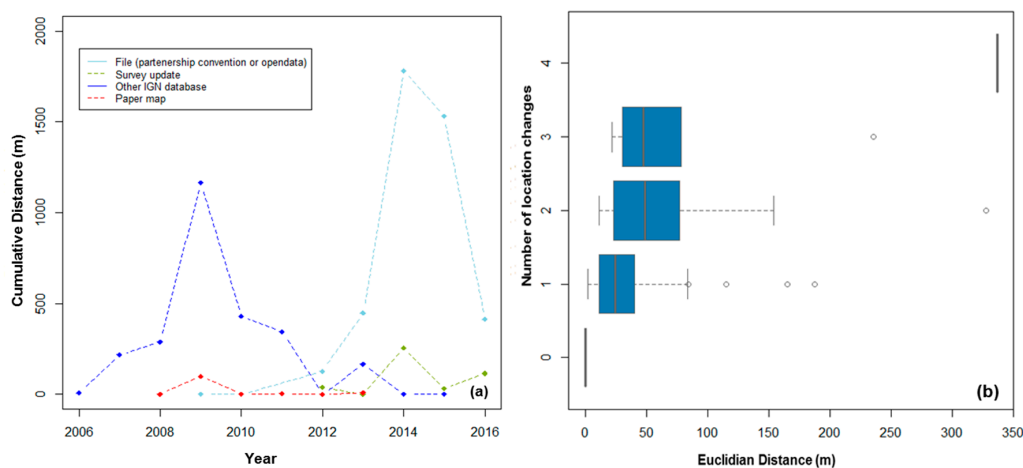 2000
1500
1000
500
0
Cumulative Distance (m)
File (partenership convention or opendata)
Survey update
Other IGN database
Paper map
(a)
2006 2008 2010 2012 2014 2016
Year
4
3
2
1
0
Number of location changes
(b)
0 50 100 150 200 250 300 350
Euclidian Distance (m)